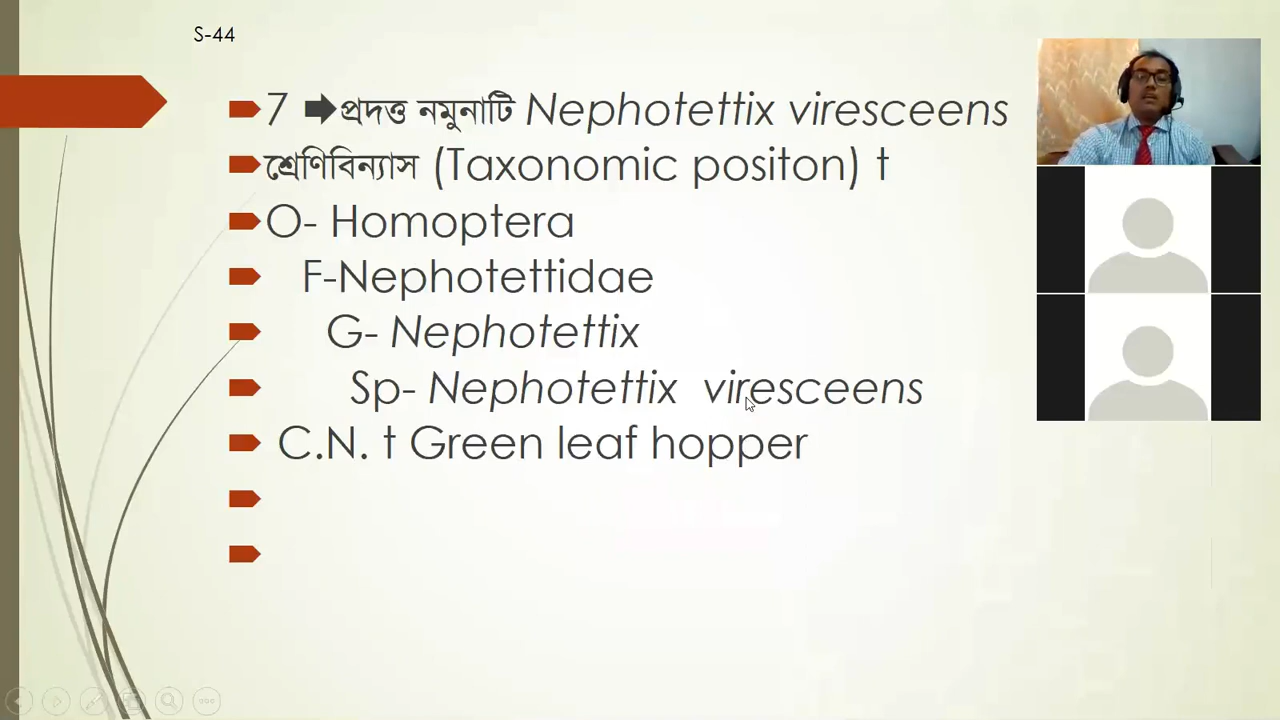 S-44
7 ➡প্রদত্ত নমুনাটি Nephotettix viresceens
শ্রেণিবিন্যাস (Taxonomic positon) t
O- Homoptera
F-Nephotettidae
G- Nephotettix
Sp- Nephotettix viresceens
C.N. t Green leaf hopper